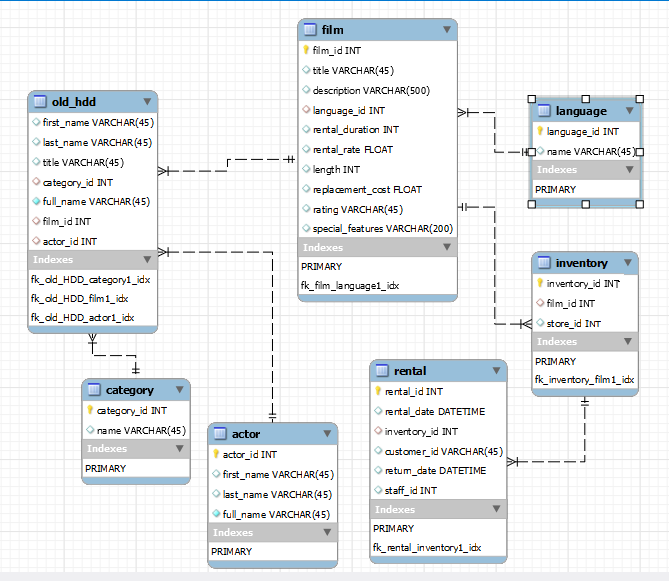 film
film_id INT
title VARCHAR(45)
description VARCHAR(500)
language_id INT
rental_duration INT
rental_rate FLOAT
length INT
replacement_cost FLOAT
rating VARCHAR(45)
special_features VARCHAR(200)
Indexes
PRIMARY
fk_film_language1_idx
old_hdd
first_name VARCHAR(45)
last_name VARCHAR(45)
title VARCHAR(45)
category_id INT
full_name VARCHAR(45)
film_id INT
actor_id INT
Indexes
fk_old_HDD_category1_idx
fk_old_HDD_film1_idx
fk_old_HDD_actor1_idx
language
language_id INT
name VARCHAR(45)
Indexes
PRIMARY
inventory
inventory_id INT
film_id INT
store_id INT
Indexes
PRIMARY
fk_inventory_film1_idx
category
category_id INT
name VARCHAR(45)
Indexes
PRIMARY
actor
actor_id INT
first_name VARCHAR(45)
last_name VARCHAR(45)
full_name VARCHAR(45)
Indexes
PRIMARY
rental
rental_id INT
rental_date DATETIME
inventory_id INT
customer_id VARCHAR(45)
return_date DATETIME
staff_id INT
Indexes
PRIMARY
fk_rental_inventory1_idx